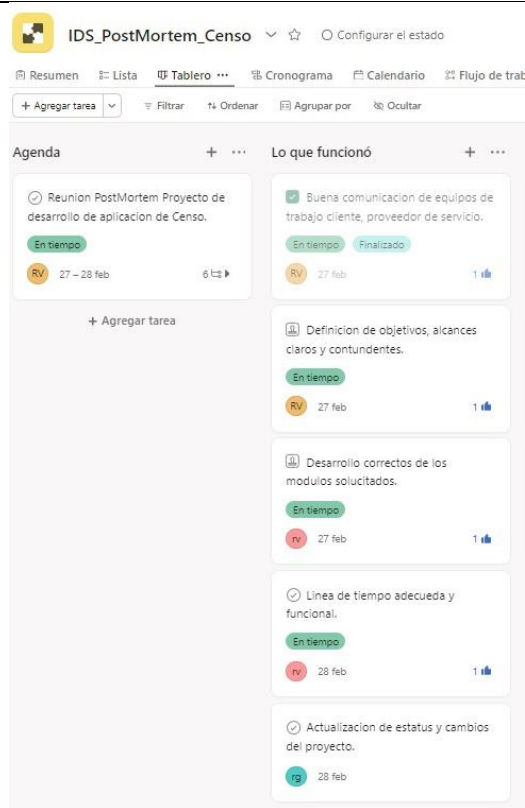 IDS_PostMortem_Censo Configurar el estado
Resumen Lista Tablero Cronograma Calendario Flujo de trab
+ Agregar tarea Filtrar Ordenar Agrupar por Ocultar
Agenda
Reunion PostMortem Proyecto de
desarrollo de aplicacion de Censo.
En tiempo
RV 27 – 28 feb 6
+ Agregar tarea
Lo que funcionó
Buena comunicacion de equipos de
trabajo cliente, proveedor de servicio.
En tiempo Finalizado
RV 27 feb 1
Definicion de objetivos, alcances
claros y contundentes.
En tiempo
RV 27 feb 1
Desarrollo correctos de los
modulos solucitados.
En tiempo
rv 27 feb 1
Linea de tiempo adecueda y
funcional.
En tiempo
rv 28 feb 1
Actualizacion de estatus y cambios
del proyecto.
rg 28 feb